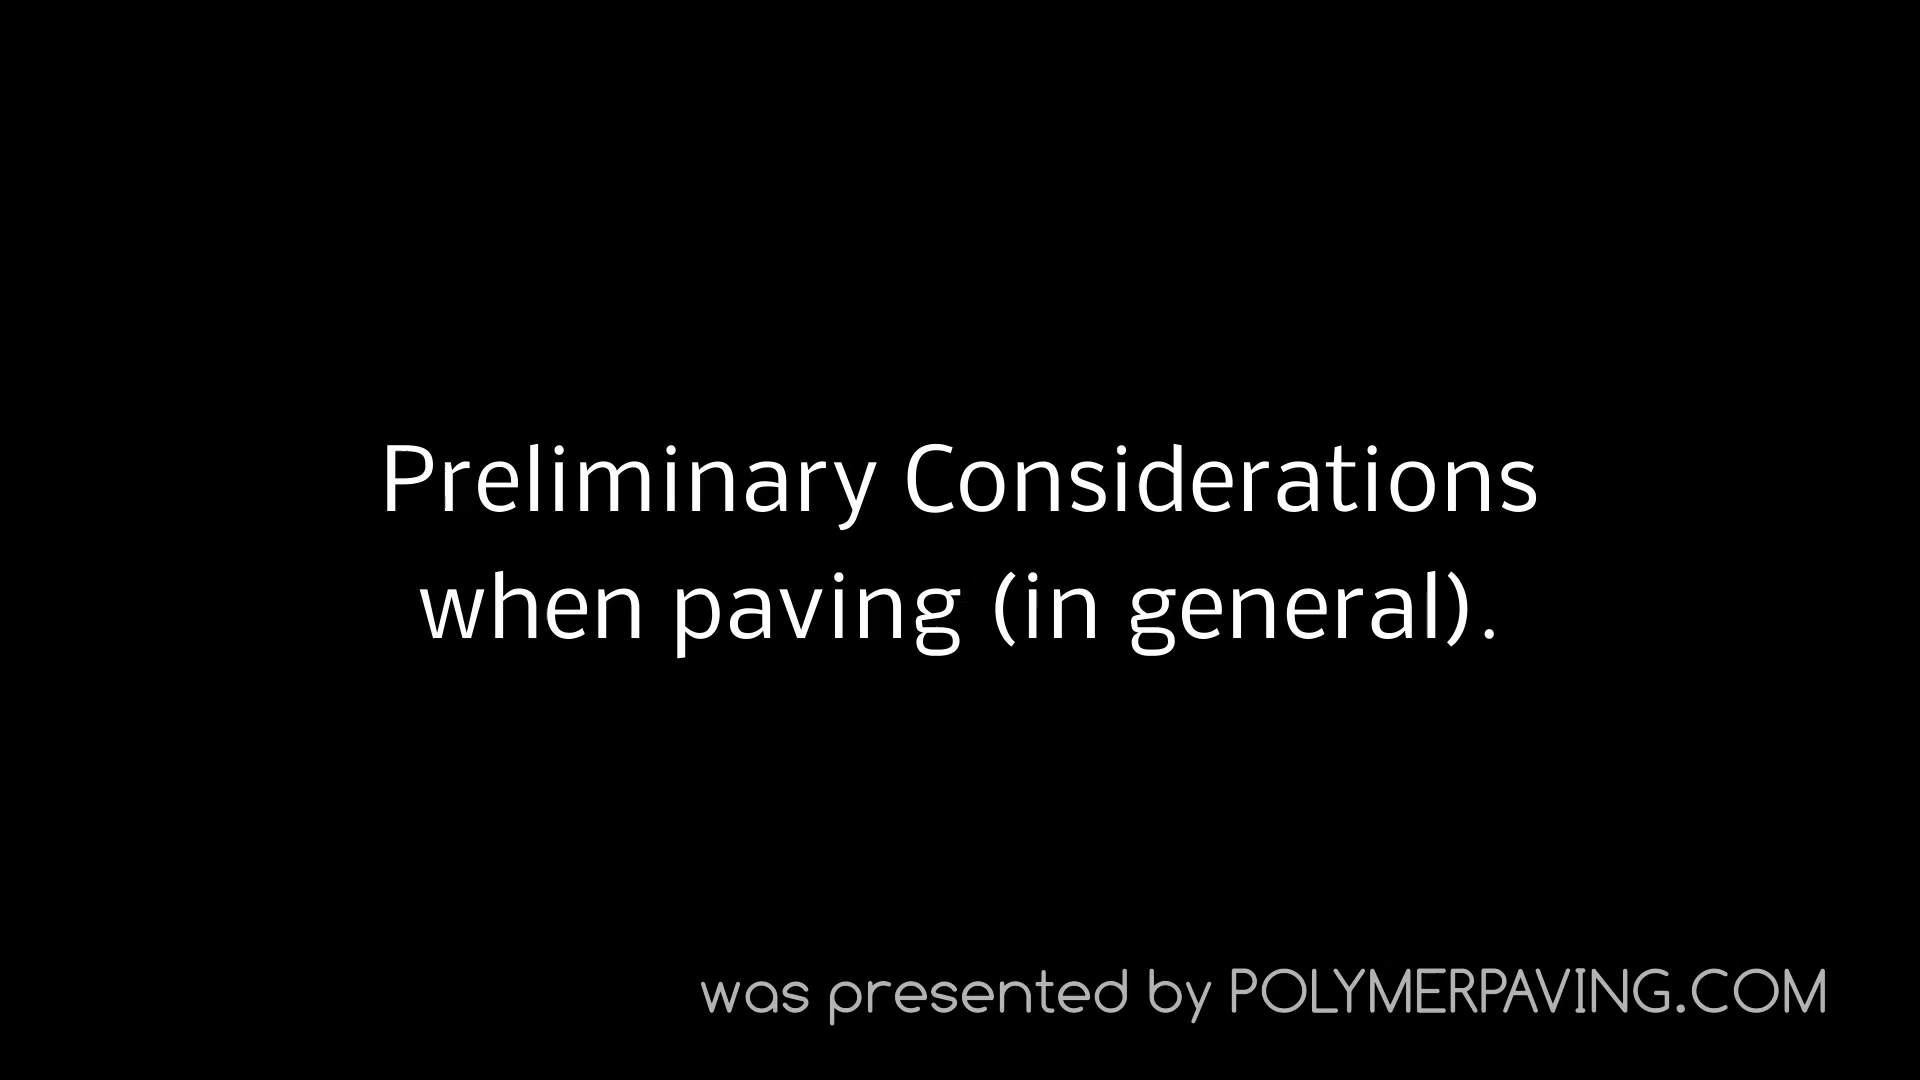 Preliminary Considerations
when paving (in general).
was presented by POLYMERPAVING.COM